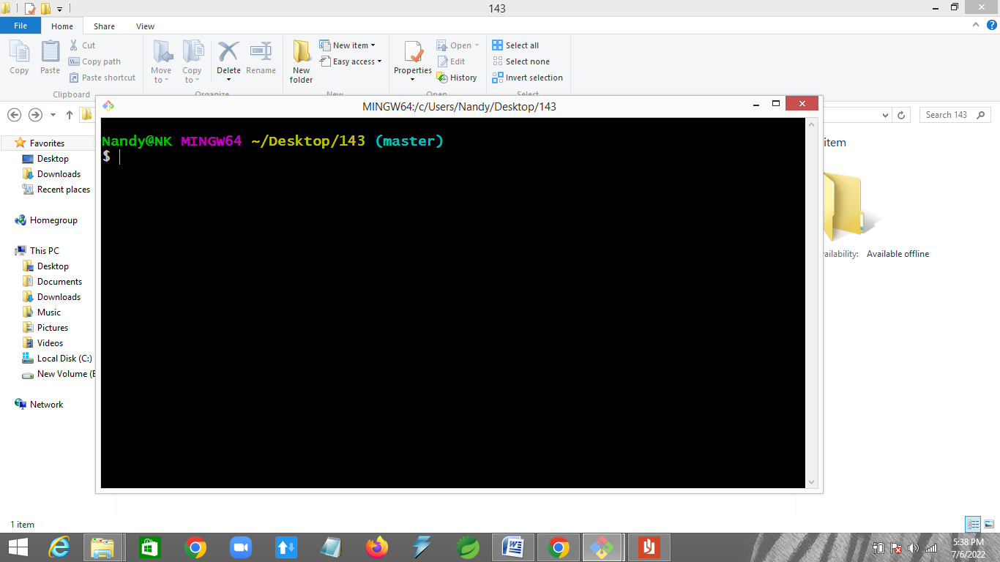 143
File Home Share View
Copy
Paste
Cut
Copy path
Paste shortcut
Clipboard
Move to
Copy to
Delete
Rename
Organize
New folder
New item
Easy access
New
Properties
Open
Edit
History
Open
Select all
Select none
Invert selection
Select
Search 143
MINGW64:/c/Users/Nandy/Desktop/143
Nandy@NK MINGW64 ~/Desktop/143 (master)
$
Favorites
Desktop
Downloads
Recent places
Homegroup
This PC
Desktop
Documents
Downloads
Music
Pictures
Videos
Local Disk (C:)
New Volume (E
Network
item
Available offline
1 item
5:38 PM
7/6/2022